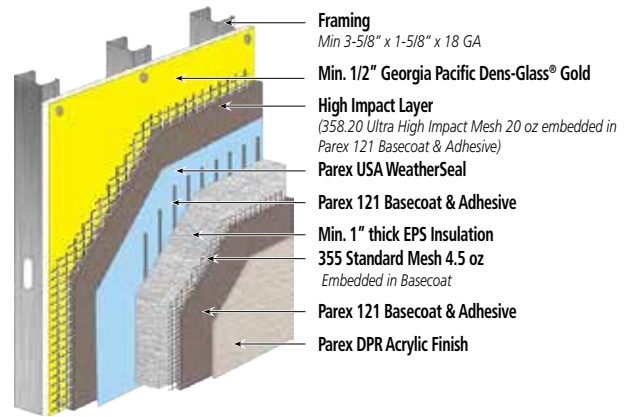 Framing
Min 3-5/8" x 1-5/8" x 18 GA
Min. 1/2" Georgia Pacific Dens-Glass® Gold
High Impact Layer
(358.20 Ultra High Impact Mesh 20 oz embedded in
Parex 121 Basecoat & Adhesive)
Parex USA WeatherSeal
Parex 121 Basecoat & Adhesive
Min. 1" thick EPS Insulation
355 Standard Mesh 4.5 oz
Embedded in Basecoat
Parex 121 Basecoat & Adhesive
Parex DPR Acrylic Finish